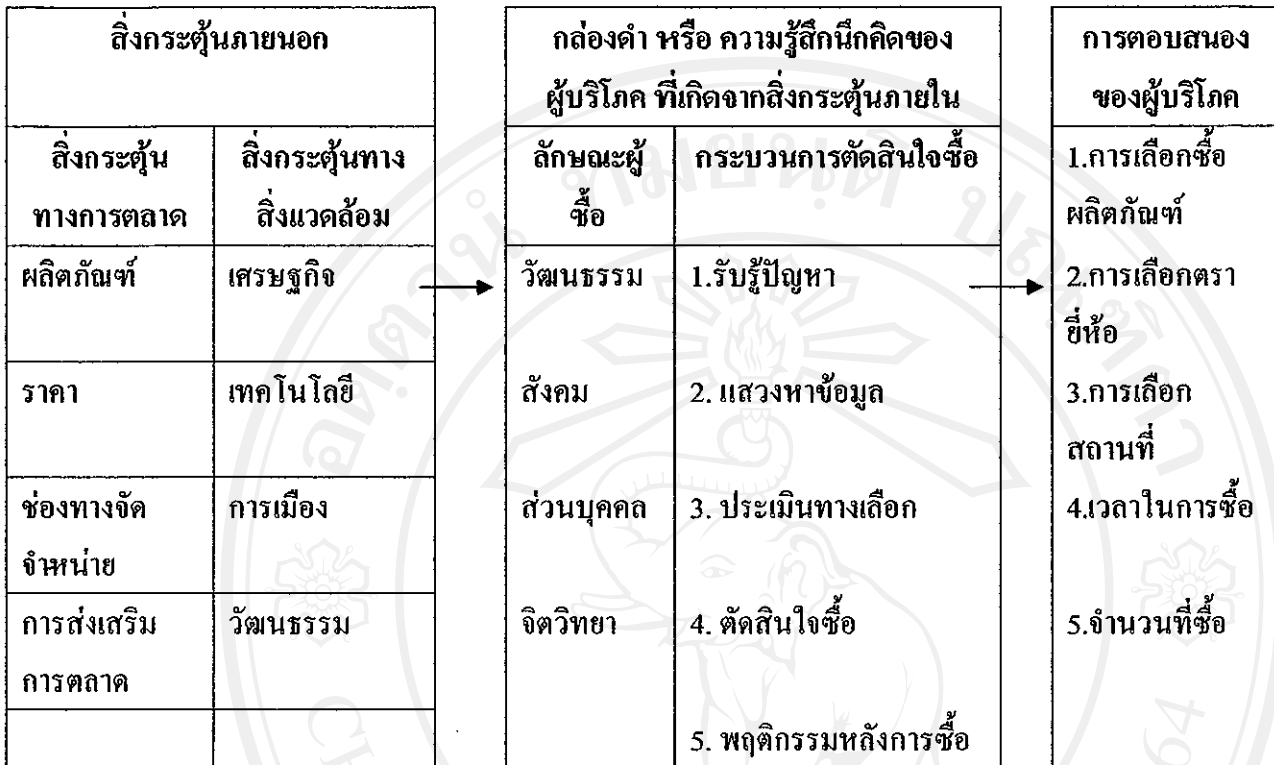 สิ่งกระตุ้นภายนอก
สิ่งกระตุ้น
ทางการตลาด
สิ่งกระตุ้นทาง
สิ่งแวดล้อม
ผลิตภัณฑ์
เศรษฐกิจ
ราคา
เทคโนโลยี
ช่องทางจัด
จำหน่าย
การเมือง
การส่งเสริม
การตลาด
วัฒนธรรม
กล่องดำ หรือ ความรู้สึกนึกคิดของ
ผู้บริโภค ที่เกิดจากสิ่งกระตุ้นภายใน
ลักษณะผู้
ซื้อ
กระบวนการตัดสินใจซื้อ
วัฒนธรรม
1.รับรู้ปัญหา
สังคม
2. แสวงหาข้อมูล
ส่วนบุคคล
3. ประเมินทางเลือก
จิตวิทยา
4. ตัดสินใจซื้อ
5. พฤติกรรมหลังการซื้อ
การตอบสนอง
ของผู้บริโภค
1.การเลือกซื้อ
ผลิตภัณฑ์
2.การเลือกตรา
ยี่ห้อ
3.การเลือก
สถานที่
4.เวลาในการซื้อ
5.จำนวนที่ซื้อ